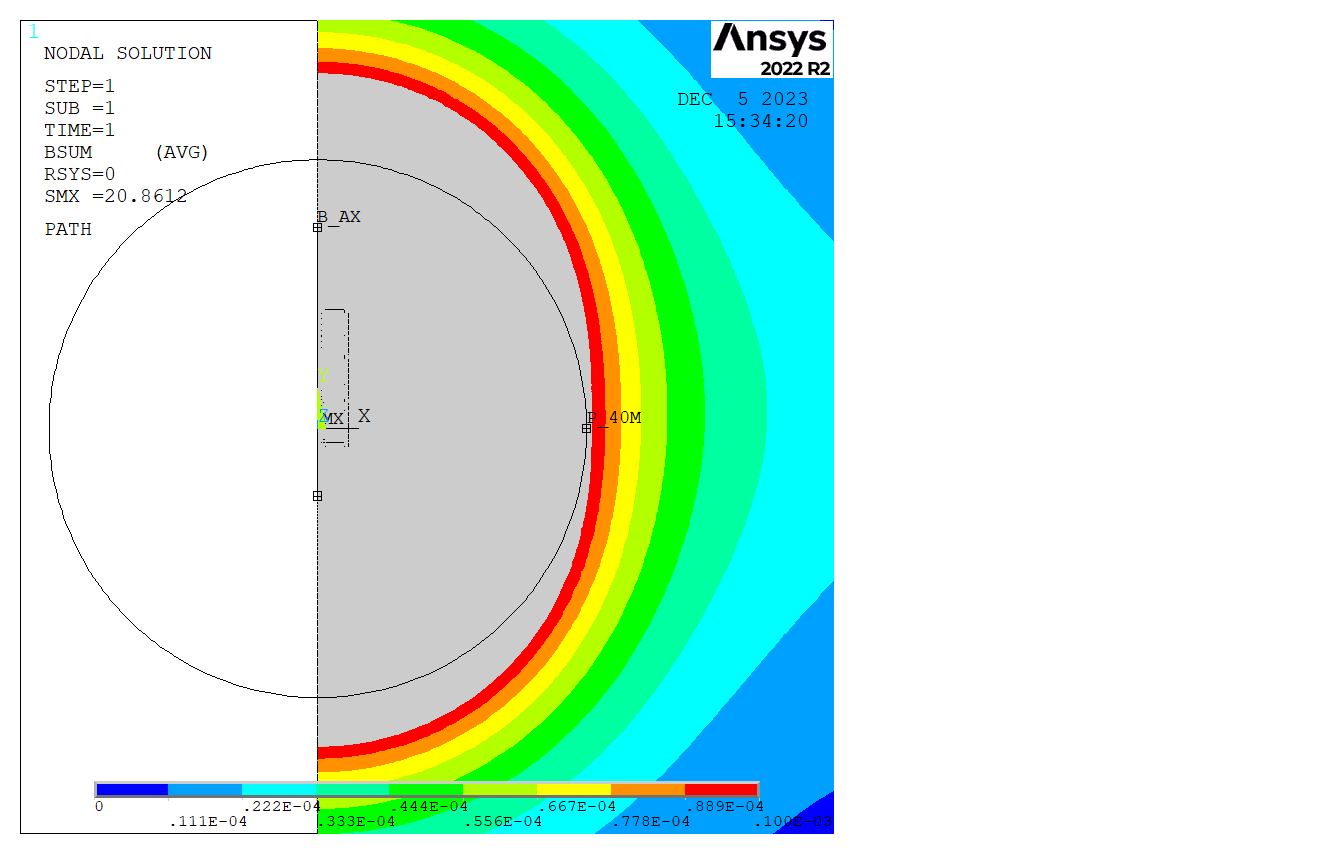 1
NODAL SOLUTION
STEP=1
SUB =1
TIME=1
BSUM (AVG)
RSYS=0
SMX =20.8612
PATH
Ansys
2022 R2
DEC 5 2023
15:34:20
B_AX
Y
Z
MX
X
P_40M
0
.111E-04
.222E-04
.333E-04
.444E-04
.556E-04
.667E-04
.778E-04
.889E-04
.100E-03